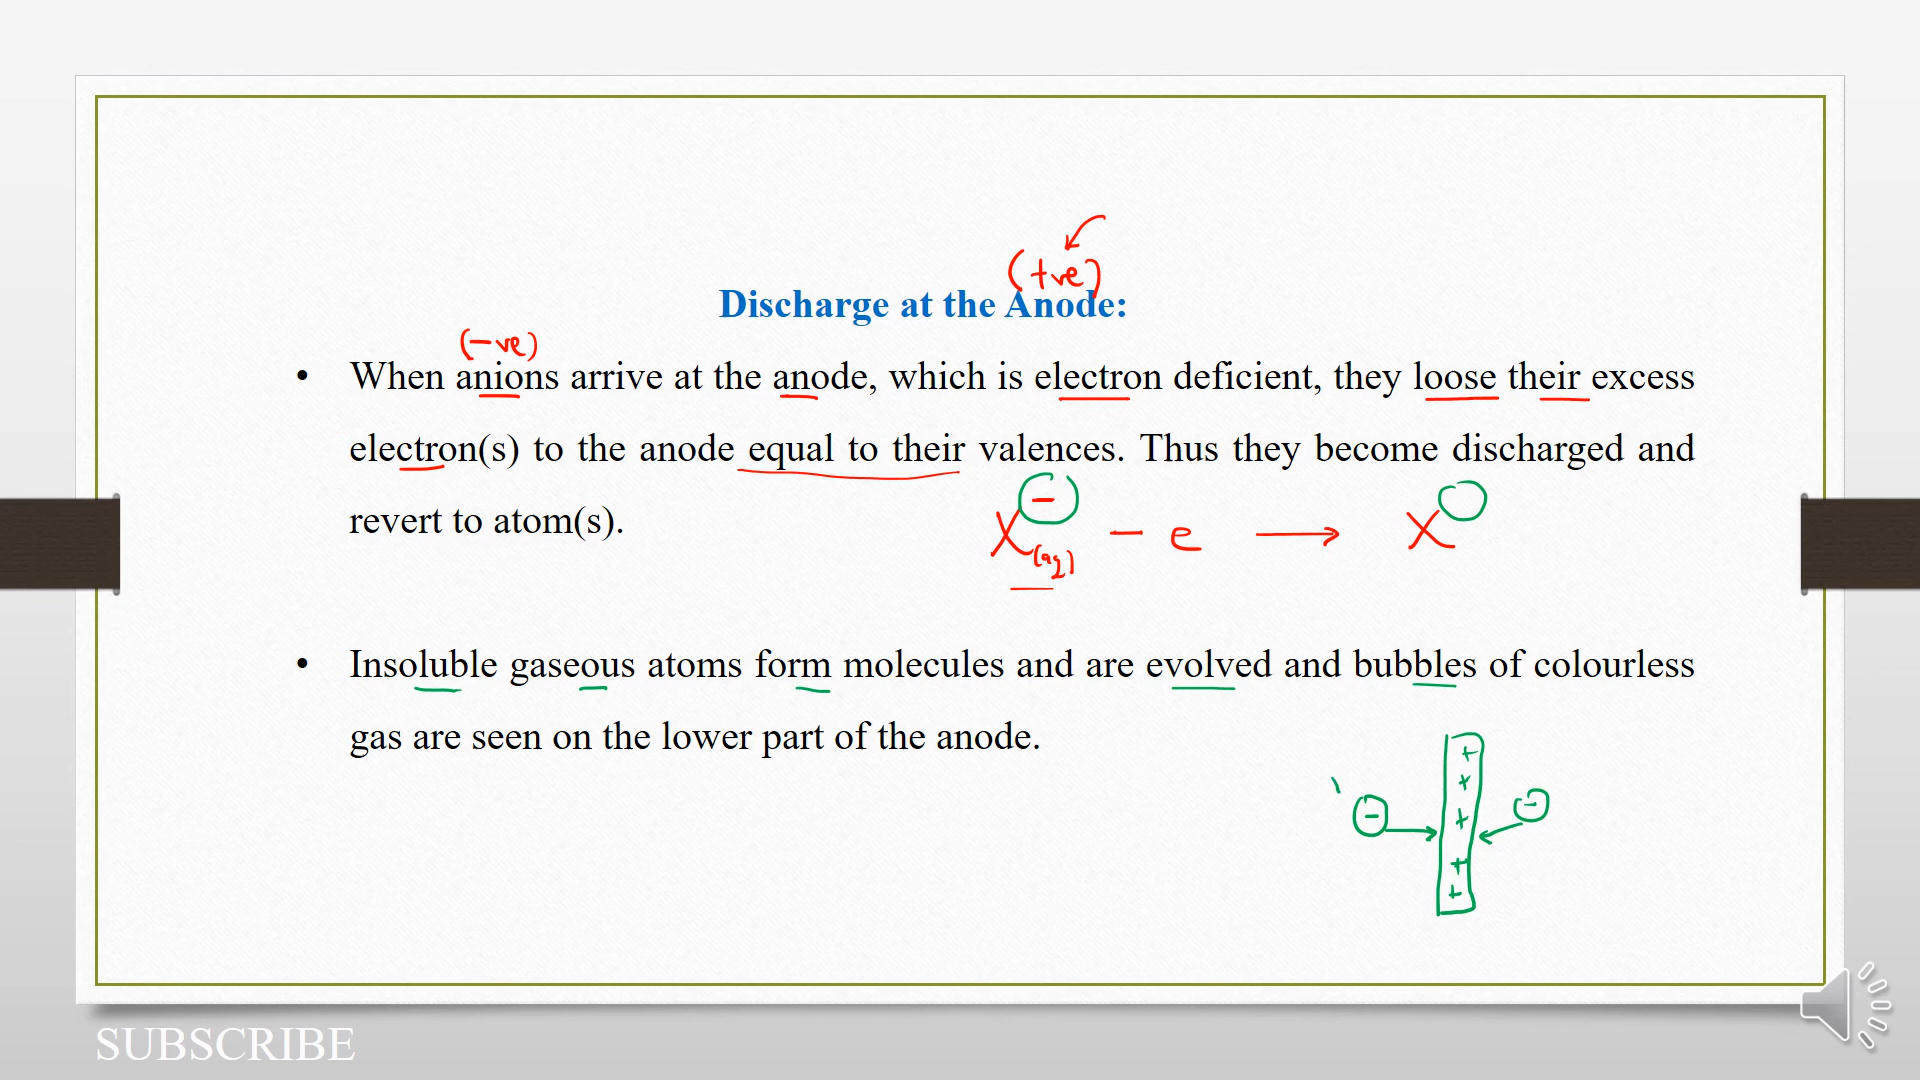 (+ve)
Discharge at the Anode:
(-ve)
• When anions arrive at the anode, which is electron deficient, they loose their excess
electron(s) to the anode equal to their valences. Thus they become discharged and
revert to atom(s).
X⁻(aq) - e → X
• Insoluble gaseous atoms form molecules and are evolved and bubbles of colourless
gas are seen on the lower part of the anode.
+
+
- + -
+
+
SUBSCRIBE